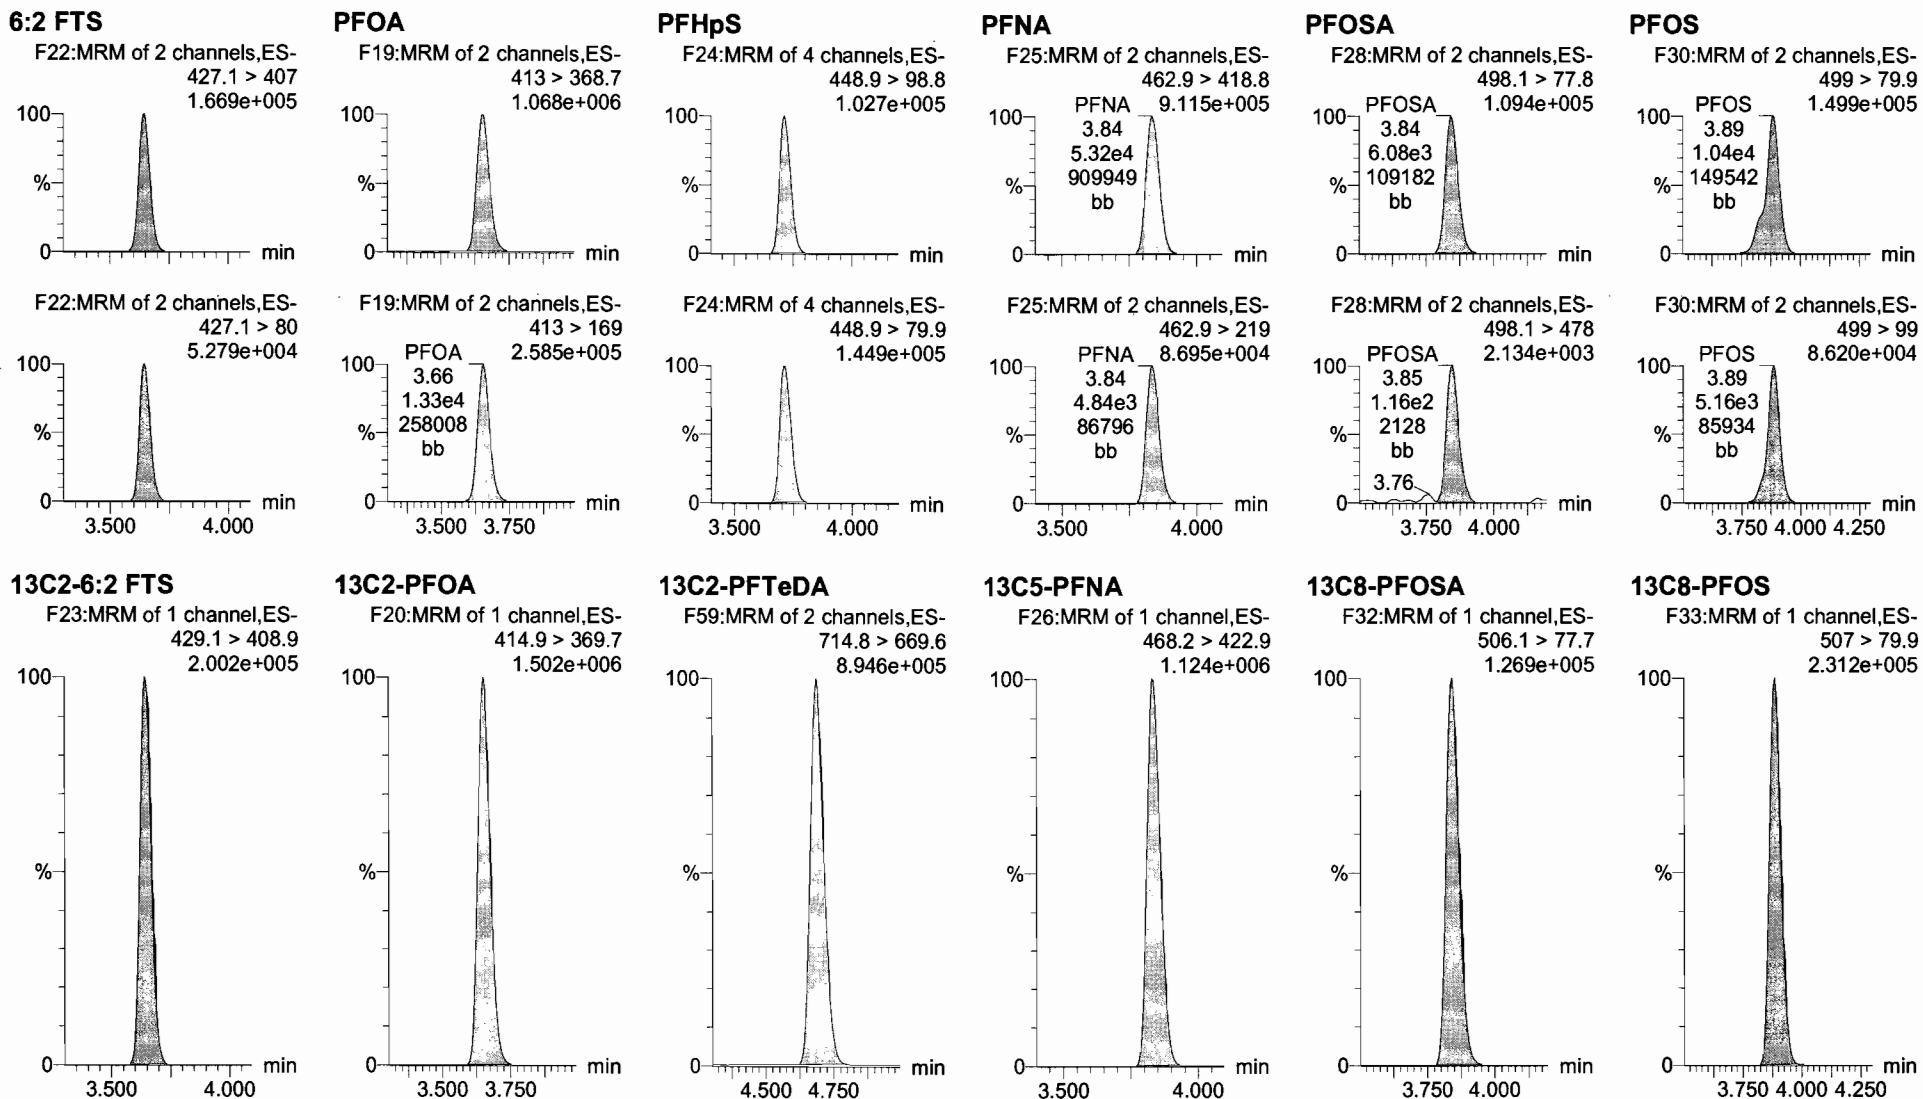 6:2 FTS
F22:MRM of 2 channels,ES-
427.1 > 407
1.669e+005
100
%
0
min
PFOA
F19:MRM of 2 channels,ES-
413 > 368.7
1.068e+006
100
%
0
min
PFHpS
F24:MRM of 4 channels,ES-
448.9 > 98.8
1.027e+005
100
%
0
min
PFNA
F25:MRM of 2 channels,ES-
462.9 > 418.8
9.115e+005
100
PFNA
3.84
5.32e4
909949
bb
%
0
min
PFOSA
F28:MRM of 2 channels,ES-
498.1 > 77.8
1.094e+005
100
PFOSA
3.84
6.08e3
109182
bb
%
0
min
PFOS
F30:MRM of 2 channels,ES-
499 > 79.9
1.499e+005
100
PFOS
3.89
1.04e4
149542
bb
%
0
min
F22:MRM of 2 channels,ES-
427.1 > 80
5.279e+004
100
%
0
min
3.500 4.000
F19:MRM of 2 channels,ES-
413 > 169
2.585e+005
100
PFOA
3.66
1.33e4
258008
bb
%
0
min
3.500 3.750
F24:MRM of 4 channels,ES-
448.9 > 79.9
1.449e+005
100
%
0
min
3.500 4.000
F25:MRM of 2 channels,ES-
462.9 > 219
8.695e+004
100
PFNA
3.84
4.84e3
86796
bb
%
0
min
3.500 4.000
F28:MRM of 2 channels,ES-
498.1 > 478
2.134e+003
100
PFOSA
3.85
1.16e2
2128
bb
3.76
%
0
min
3.750 4.000
F30:MRM of 2 channels,ES-
499 > 99
8.620e+004
100
PFOS
3.89
5.16e3
85934
bb
%
0
min
3.750 4.000 4.250
13C2-6:2 FTS
F23:MRM of 1 channel,ES-
429.1 > 408.9
2.002e+005
100
%
0
min
3.500 4.000
13C2-PFOA
F20:MRM of 1 channel,ES-
414.9 > 369.7
1.502e+006
100
%
0
min
3.500 3.750
13C2-PFTeDA
F59:MRM of 2 channels,ES-
714.8 > 669.6
8.946e+005
100
%
0
min
4.500 4.750
13C5-PFNA
F26:MRM of 1 channel,ES-
468.2 > 422.9
1.124e+006
100
%
0
min
3.500 4.000
13C8-PFOSA
F32:MRM of 1 channel,ES-
506.1 > 77.7
1.269e+005
100
%
0
min
3.750 4.000
13C8-PFOS
F33:MRM of 1 channel,ES-
507 > 79.9
2.312e+005
100
%
0
min
3.750 4.000 4.250